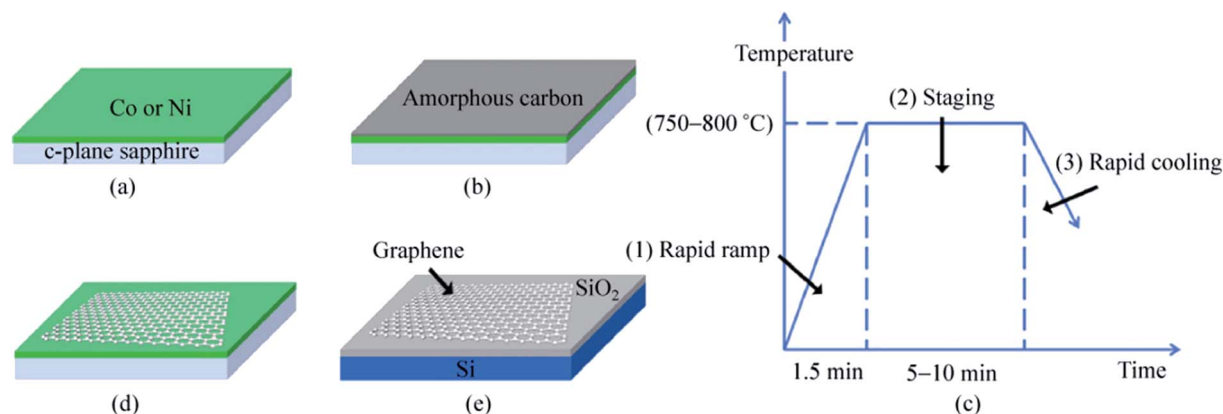 Co or Ni
c-plane sapphire
(a)
Amorphous carbon
(b)
Temperature
(750–800 °C)
(2) Staging
(3) Rapid cooling
(1) Rapid ramp
1.5 min
5–10 min
Time
(c)
(d)
Graphene
SiO₂
Si
(e)